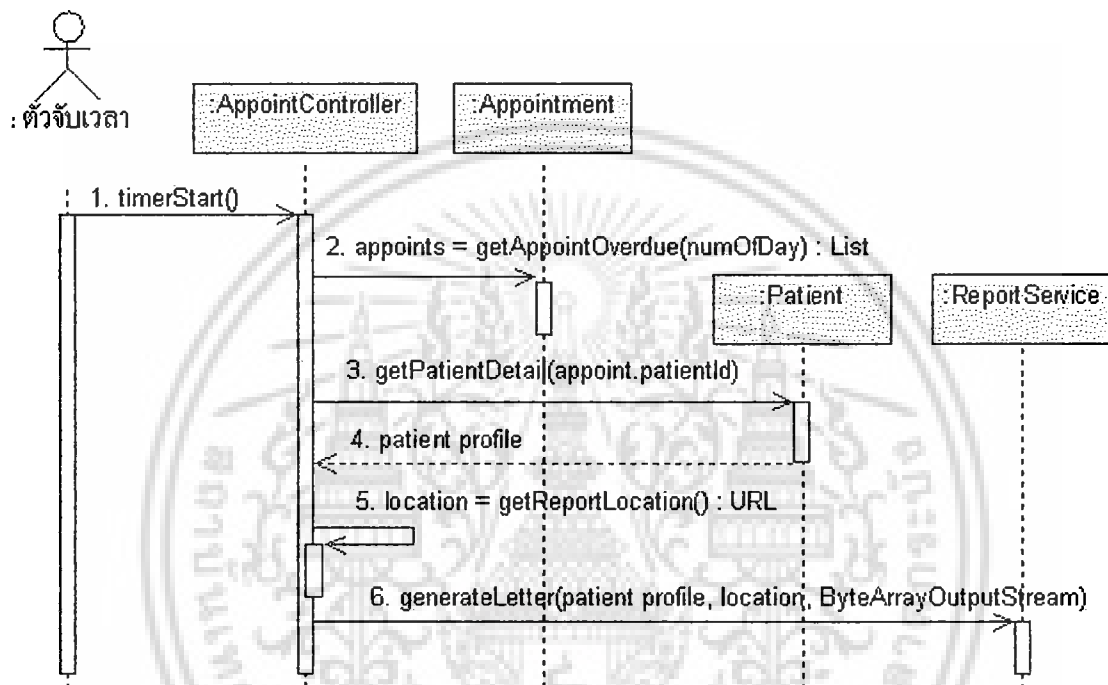 : ตัวจับเวลา
:AppointController
:Appointment
1. timerStart()
2. appoints = getAppointOverdue(numOfDay) : List
:Patient
:ReportService
3. getPatientDetail(appoint.patientId)
4. patient profile
5. location = getReportLocation() : URL
6. generateLetter(patient profile, location, ByteArrayOutputStream)